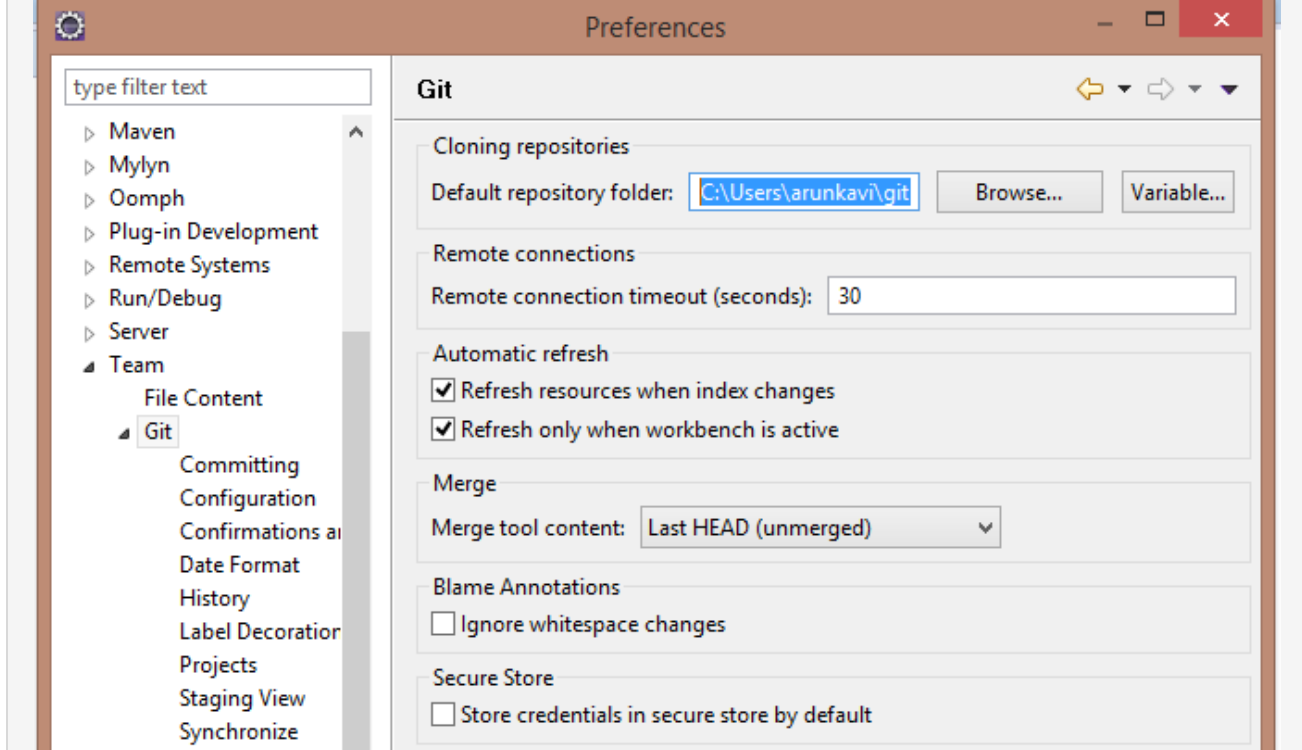 Preferences
type filter text
Maven
Mylyn
Oomph
Plug-in Development
Remote Systems
Run/Debug
Server
Team
File Content
Git
Committing
Configuration
Confirmations a
Date Format
History
Label Decoration
Projects
Staging View
Synchronize
Git
Cloning repositories
Default repository folder: C:\Users\arunkavi\git Browse... Variable...
Remote connections
Remote connection timeout (seconds): 30
Automatic refresh
Refresh resources when index changes
Refresh only when workbench is active
Merge
Merge tool content: Last HEAD (unmerged)
Blame Annotations
Ignore whitespace changes
Secure Store
Store credentials in secure store by default